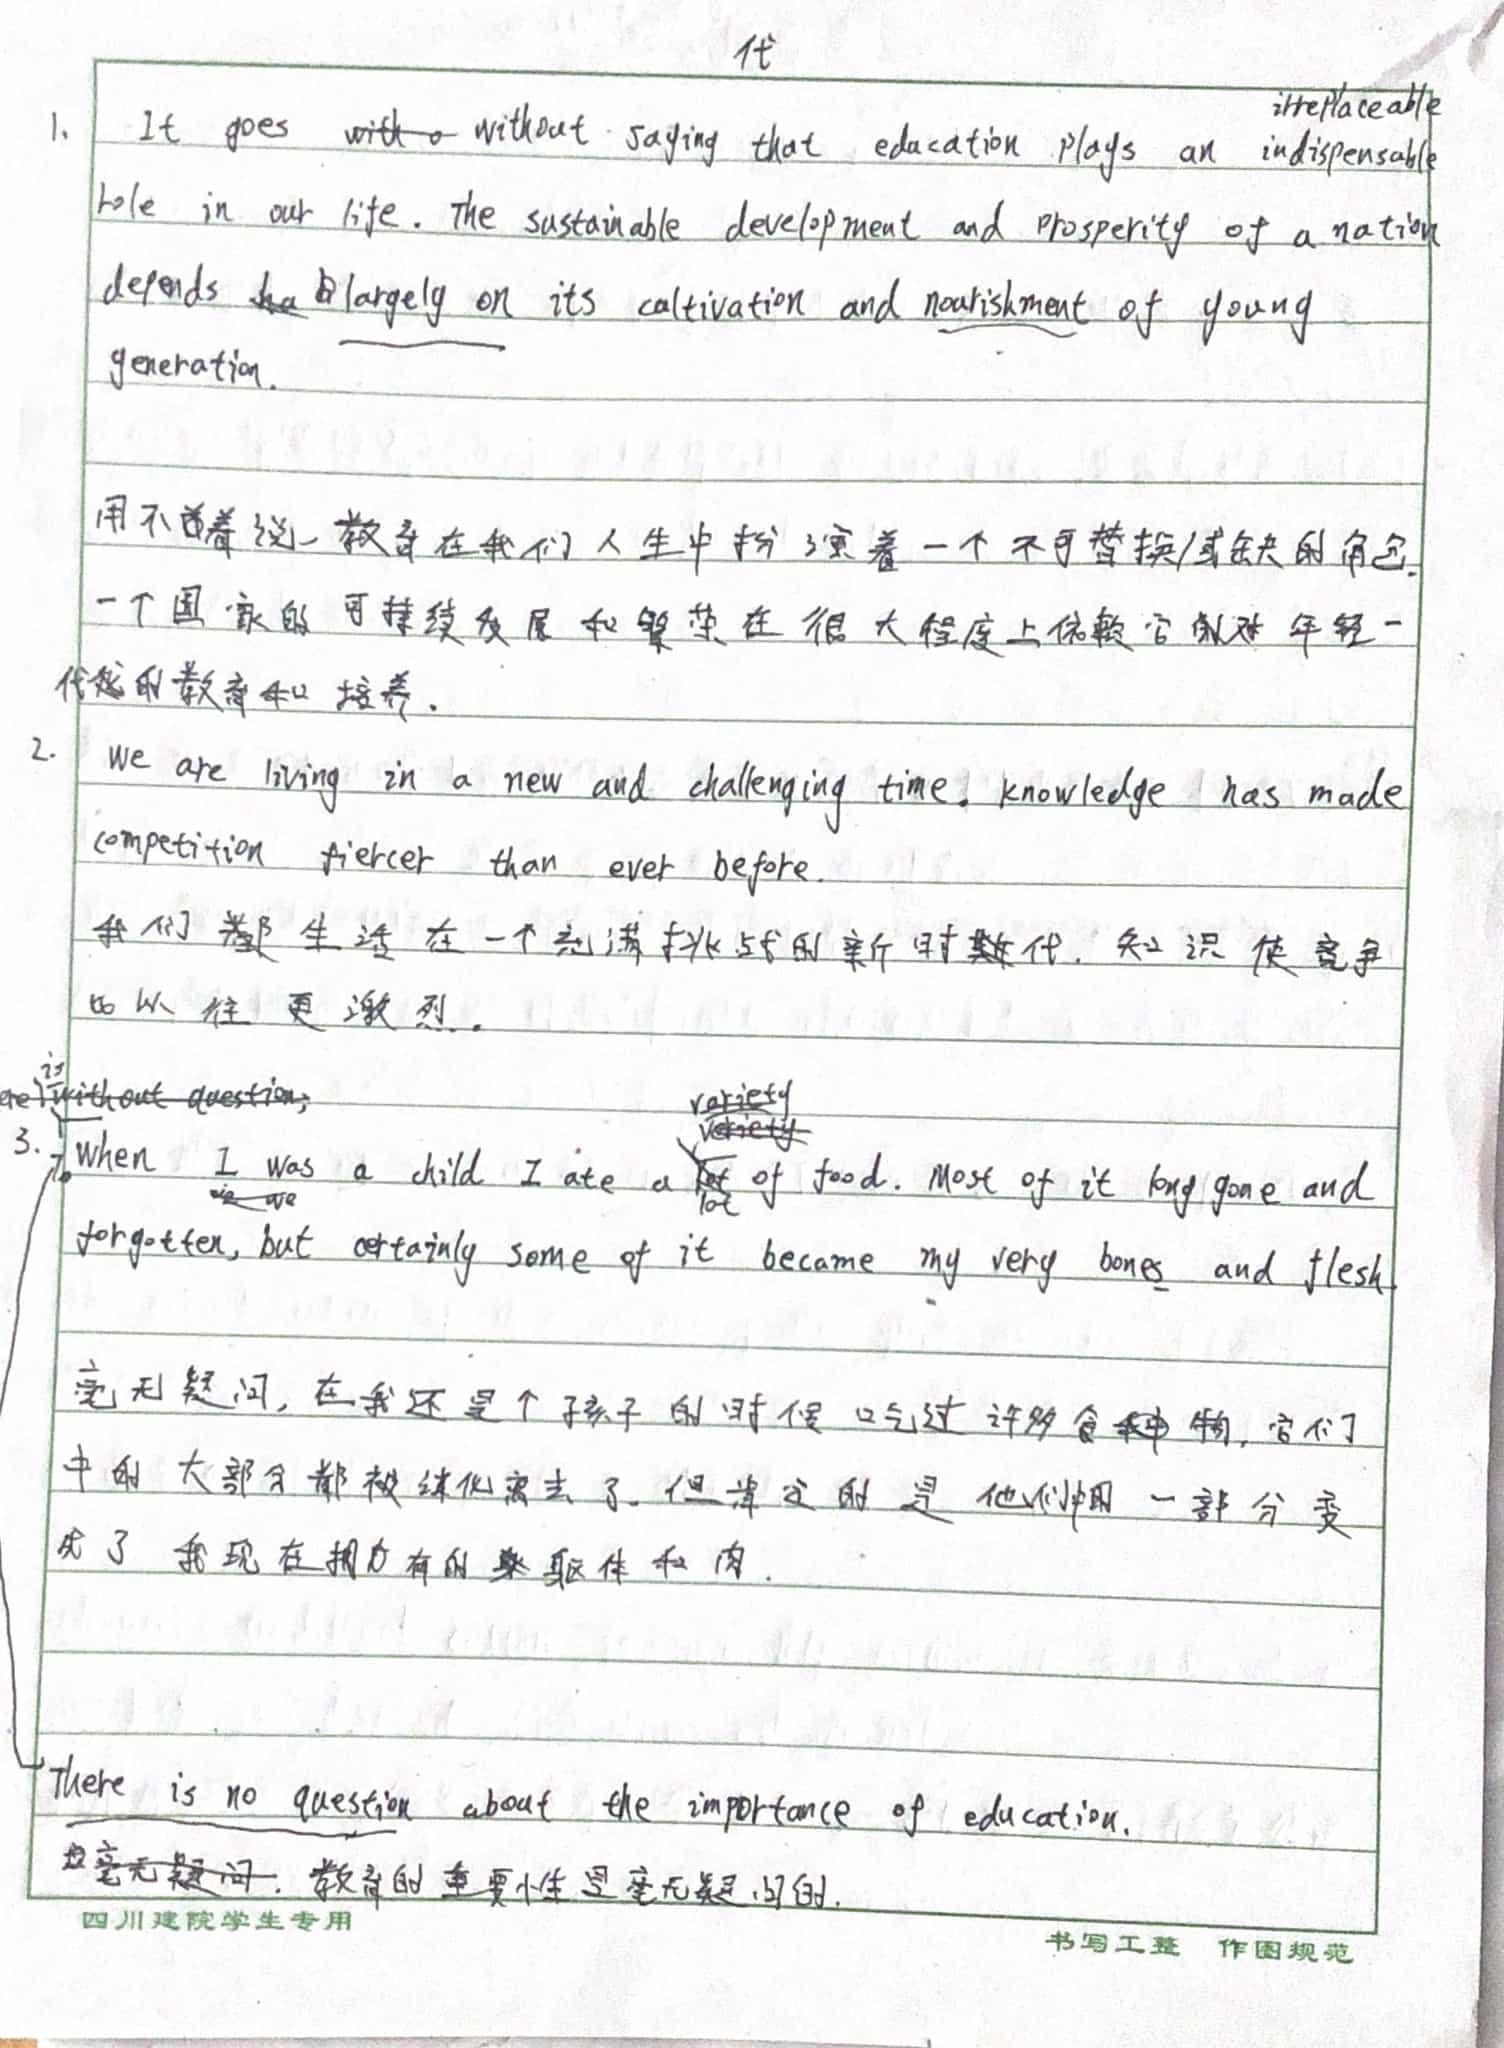 代
irreplaceable
1. It goes with o without saying that education plays an indispensable
role in our life. The sustainable development and prosperity of a nation
depends largely on its caltivation and nourishment of young
generation.
用不着说, 教育在我们人生中扮演着一个不可替换/或缺的角色.
一个国家的可持续发展和繁荣在很大程度上依赖它 对年轻一
代 的教育和培养.
2. We are living in a new and challenging time. knowledge has made
competition fiercer than ever before.
我们都生活在一个充满挑战的新时代. 知识使竞争
比以往更激烈.
is
without question,
variety
veriety
3. When I was a child I ate a lot of food. Most of it long gone and
lot
forgotten, but certainly some of it became my very bones and flesh
毫无疑问, 在我还是个孩子的时候吃过许多食物, 它们
中的大部分都被 去了. 但肯定的是他们中 一部分变
成了我现在拥有的 躯体和肉.
There is no question about the importance of education.
毫无疑问. 教育的重要性是毫无疑问的.
四川建院学生专用
书写工整 作图规范